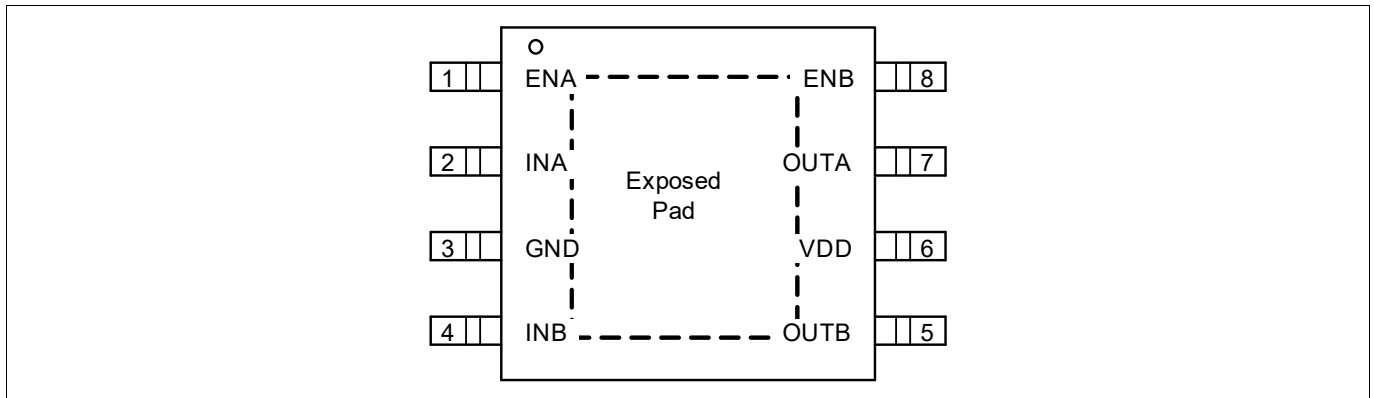 1 ENA ENB 8
2 INA OUTA 7
Exposed
Pad
3 GND VDD 6
4 INB OUTB 5